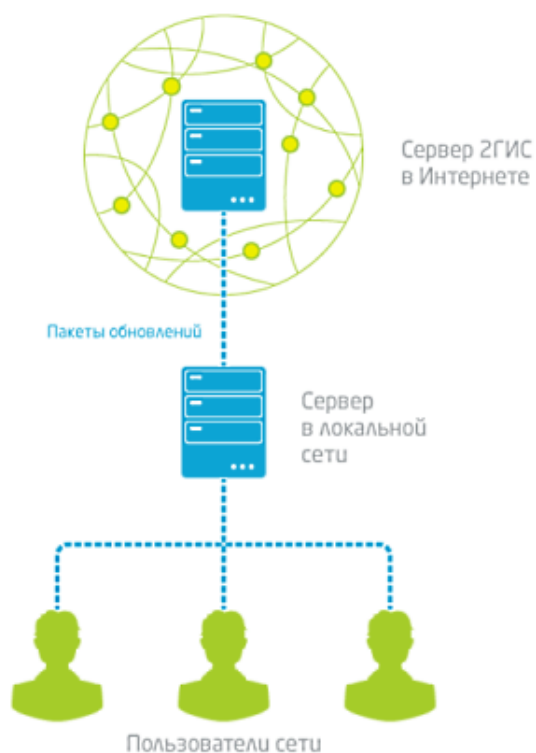 Сервер 2ГИС
в Интернете
Пакеты обновлений
Сервер
в локальной
сети
Пользователи сети